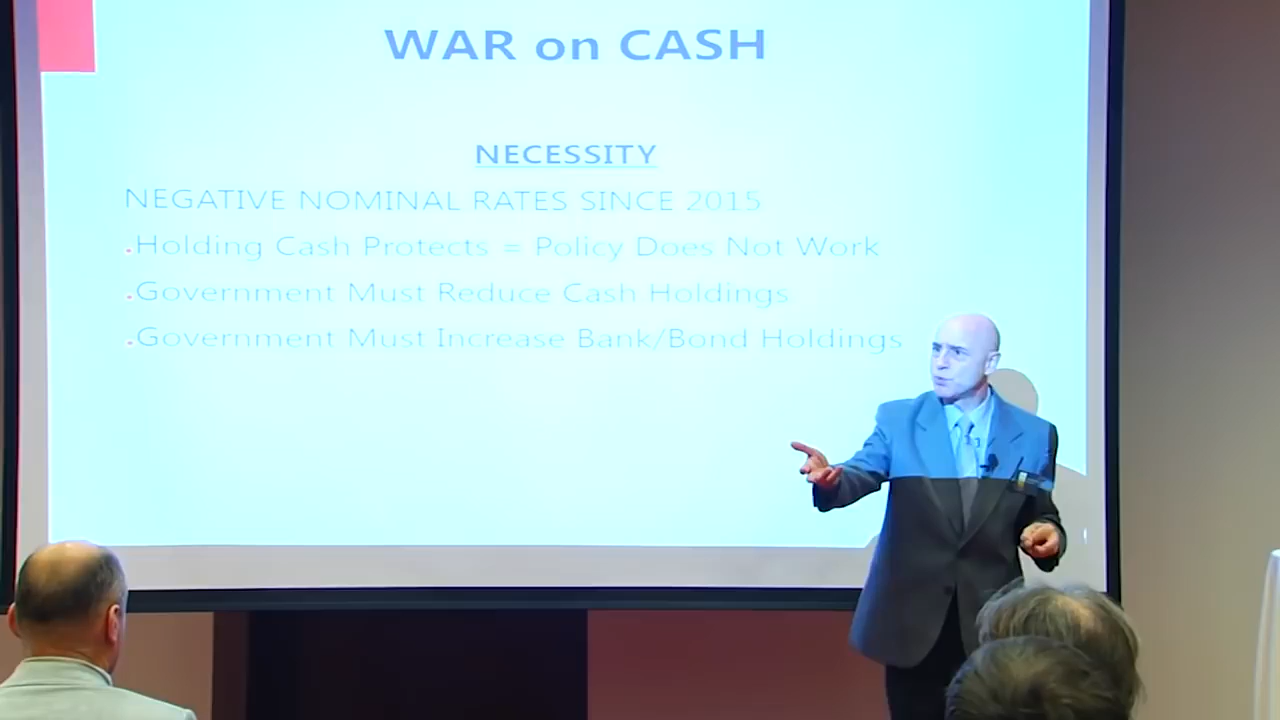 WAR on CASH
NECESSITY
NEGATIVE NOMINAL RATES SINCE 2015
.Holding Cash Protects = Policy Does Not Work
.Government Must Reduce Cash Holdings
.Government Must Increase Bank/Bond Holdings